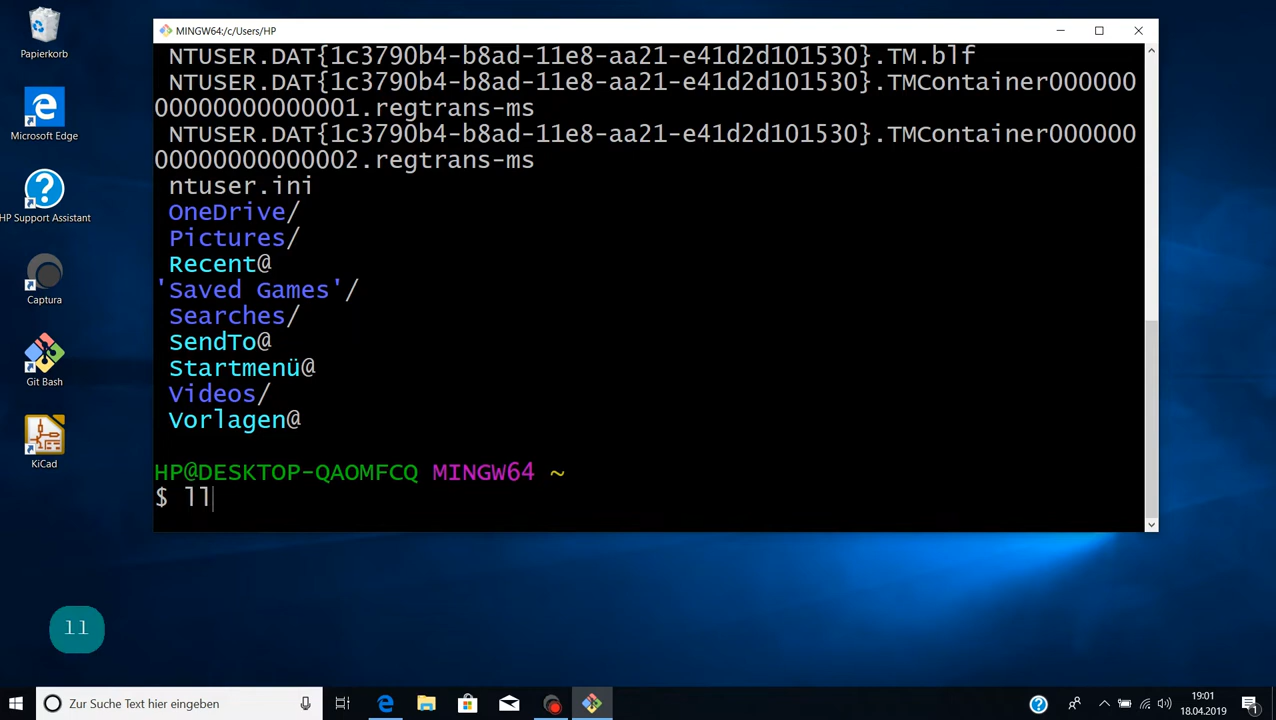 Papierkorb
Microsoft Edge
HP Support Assistant
Captura
Git Bash
KiCad
MINGW64:/c/Users/HP
NTUSER.DAT{1c3790b4-b8ad-11e8-aa21-e41d2d101530}.TM.blf
NTUSER.DAT{1c3790b4-b8ad-11e8-aa21-e41d2d101530}.TMContainer000000
00000000000001.regtrans-ms
NTUSER.DAT{1c3790b4-b8ad-11e8-aa21-e41d2d101530}.TMContainer000000
00000000000002.regtrans-ms
ntuser.ini
OneDrive/
Pictures/
Recent@
'Saved Games'/
Searches/
SendTo@
Startmenü@
Videos/
Vorlagen@
HP@DESKTOP-QAOMFCQ MINGW64 ~
$ ll
ll
Zur Suche Text hier eingeben
19:01
18.04.2019
1